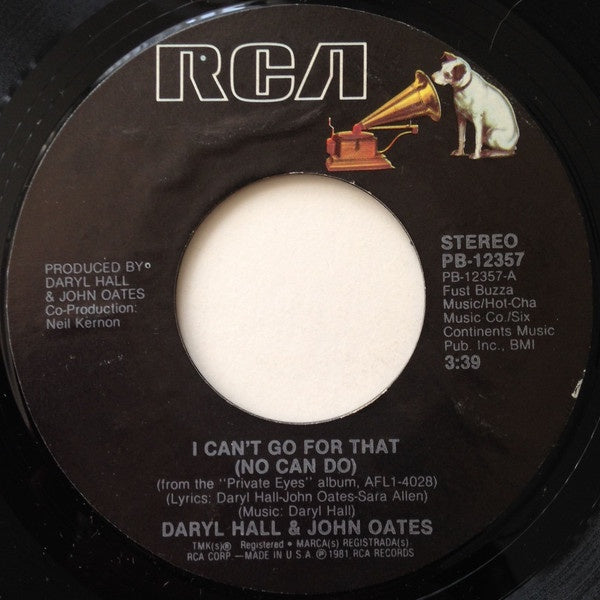 RCA
PRODUCED BY
DARYL HALL
& JOHN OATES
Co-Production:
Neil Kernon
STEREO
PB-12357
PB-12357-A
Fust Buzza
Music/Hot-Cha
Music Co./Six
Continents Music
Pub. Inc., BMI
3:39
I CAN'T GO FOR THAT
(NO CAN DO)
(from the "Private Eyes" album, AFL1-4028)
(Lyrics: Daryl Hall-John Oates-Sara Allen)
(Music: Daryl Hall)
DARYL HALL & JOHN OATES
TMK(s)® Registered • MARCA(s) REGISTRADA(s)
RCA CORP —MADE IN U S A ℗ 1981 RCA RECORDS